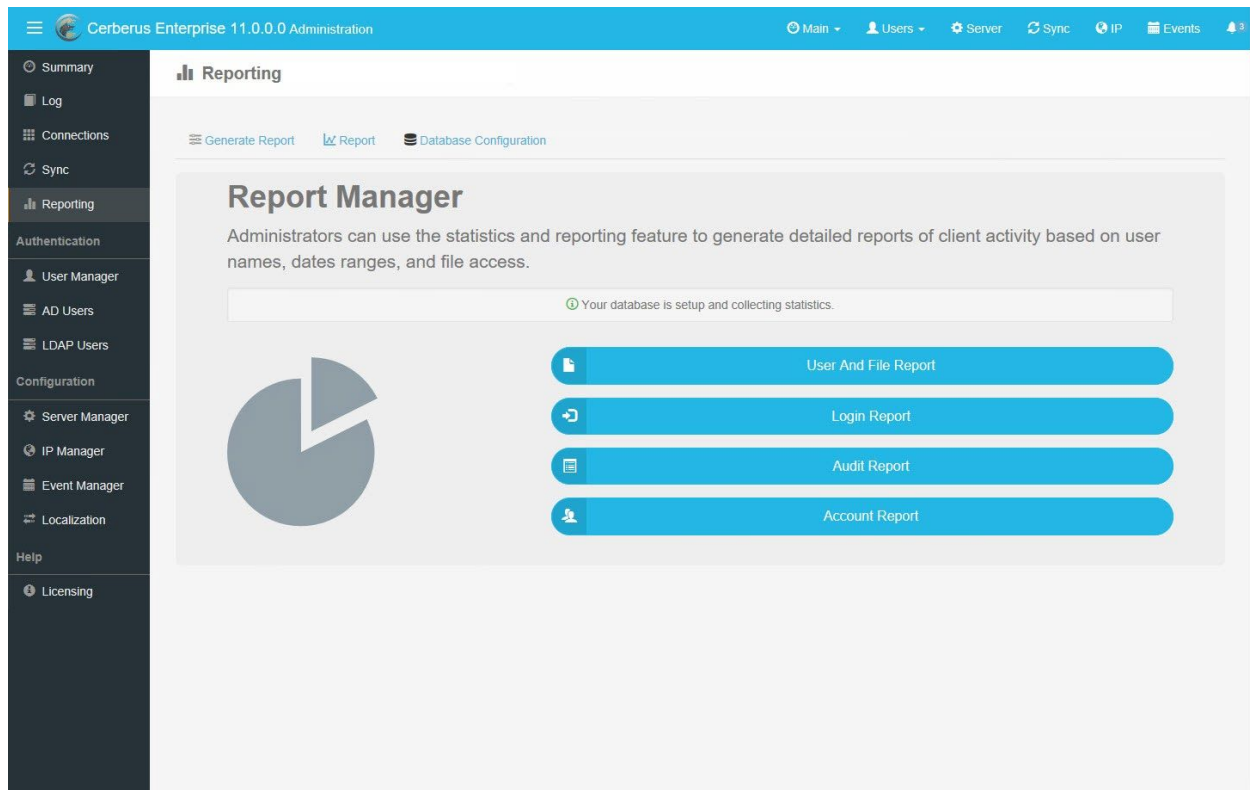 Cerberus Enterprise 11.0.0.0 Administration
Main
Users
Server
Sync
IP
Events
3
Summary
Log
Connections
Sync
Reporting
Authentication
User Manager
AD Users
LDAP Users
Configuration
Server Manager
IP Manager
Event Manager
Localization
Help
Licensing
Reporting
Generate Report
Report
Database Configuration
Report Manager
Administrators can use the statistics and reporting feature to generate detailed reports of client activity based on user
names, dates ranges, and file access.
Your database is setup and collecting statistics.
User And File Report
Login Report
Audit Report
Account Report